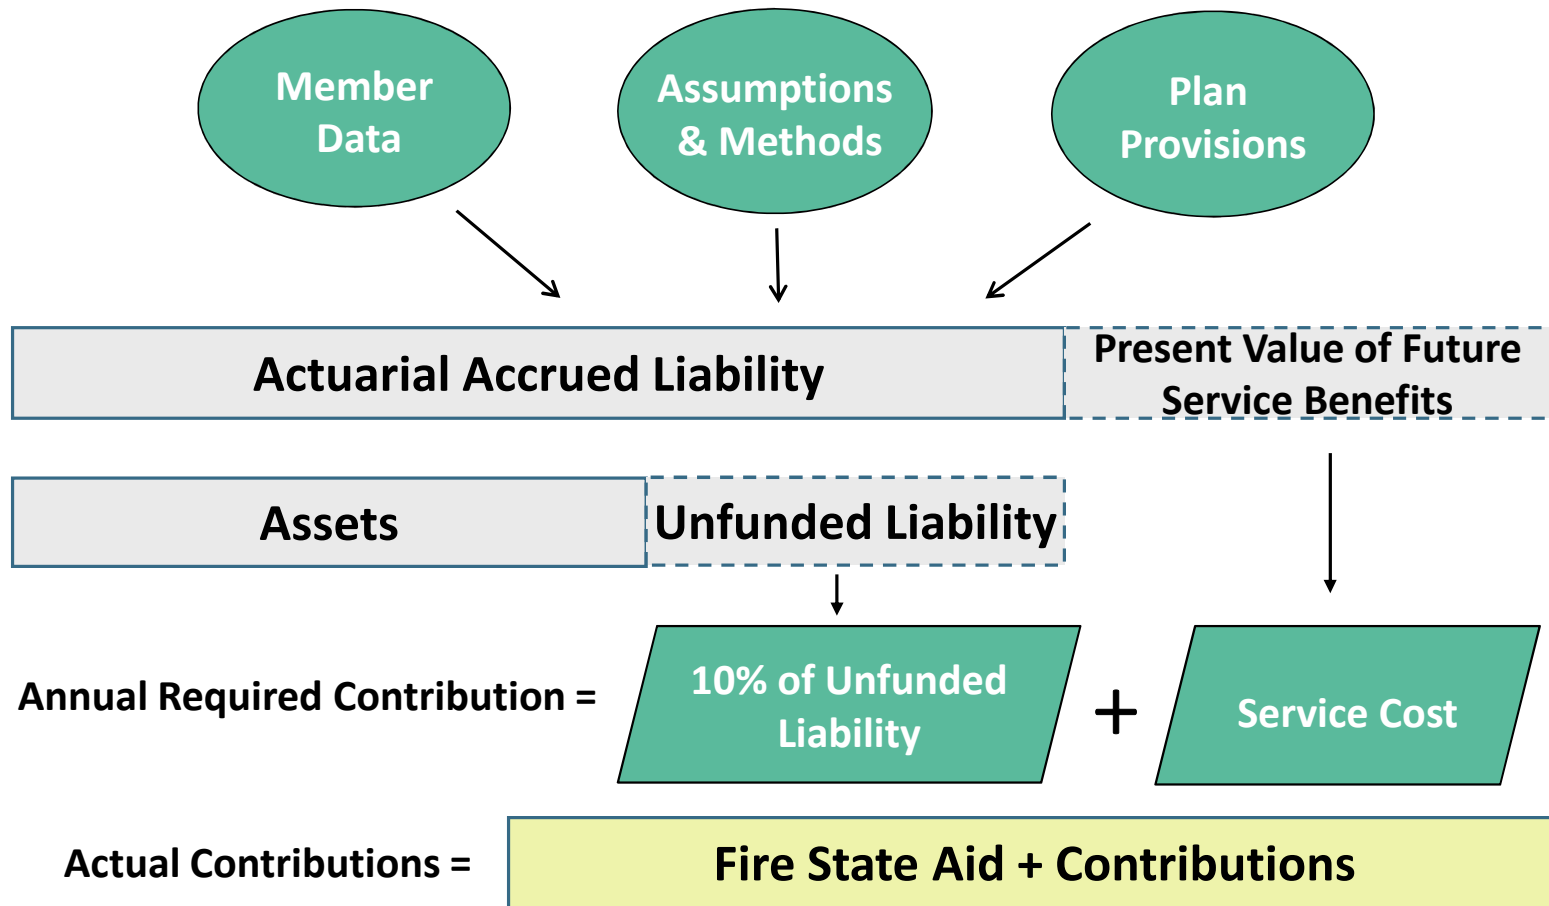 Member
Data
Assumptions
& Methods
Plan
Provisions
Actuarial Accrued Liability
Present Value of Future
Service Benefits
Assets
Unfunded Liability
Annual Required Contribution =
10% of Unfunded
Liability
+
Service Cost
Actual Contributions =
Fire State Aid + Contributions